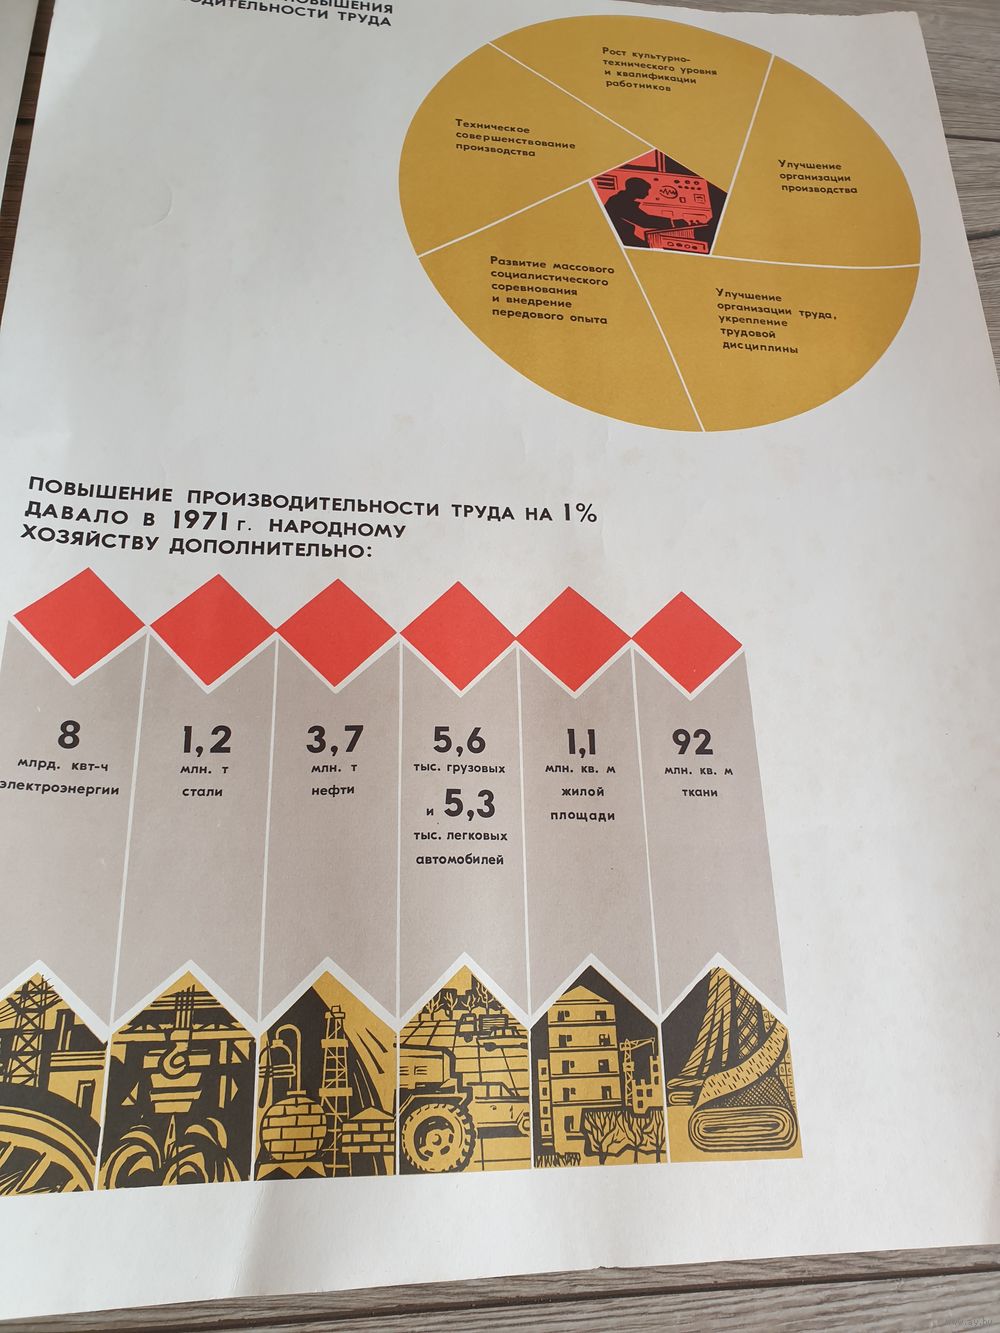 ПОВЫШЕНИЯ
ТРУДА
Рост культурно-
технического уровня
и квалификации
работников
Техническое
совершенствование
производства
Улучшение
организации
производства
Развитие массового
социалистического
соревнования
и внедрение
передового опыта
Улучшение
организации труда,
укрепление
трудовой
дисциплины
ПОВЫШЕНИЕ ПРОИЗВОДИТЕЛЬНОСТИ ТРУДА НА 1%
ДАВАЛО В 1971 г. НАРОДНОМУ
ХОЗЯЙСТВУ ДОПОЛНИТЕЛЬНО:
8
млрд. квт-ч
электроэнергии
1,2
млн. т
стали
3,7
млн. т
нефти
5,6
тыс. грузовых
и 5,3
тыс. легковых
автомобилей
1,1
млн. кв. м
жилой
площади
92
млн. кв. м
ткани